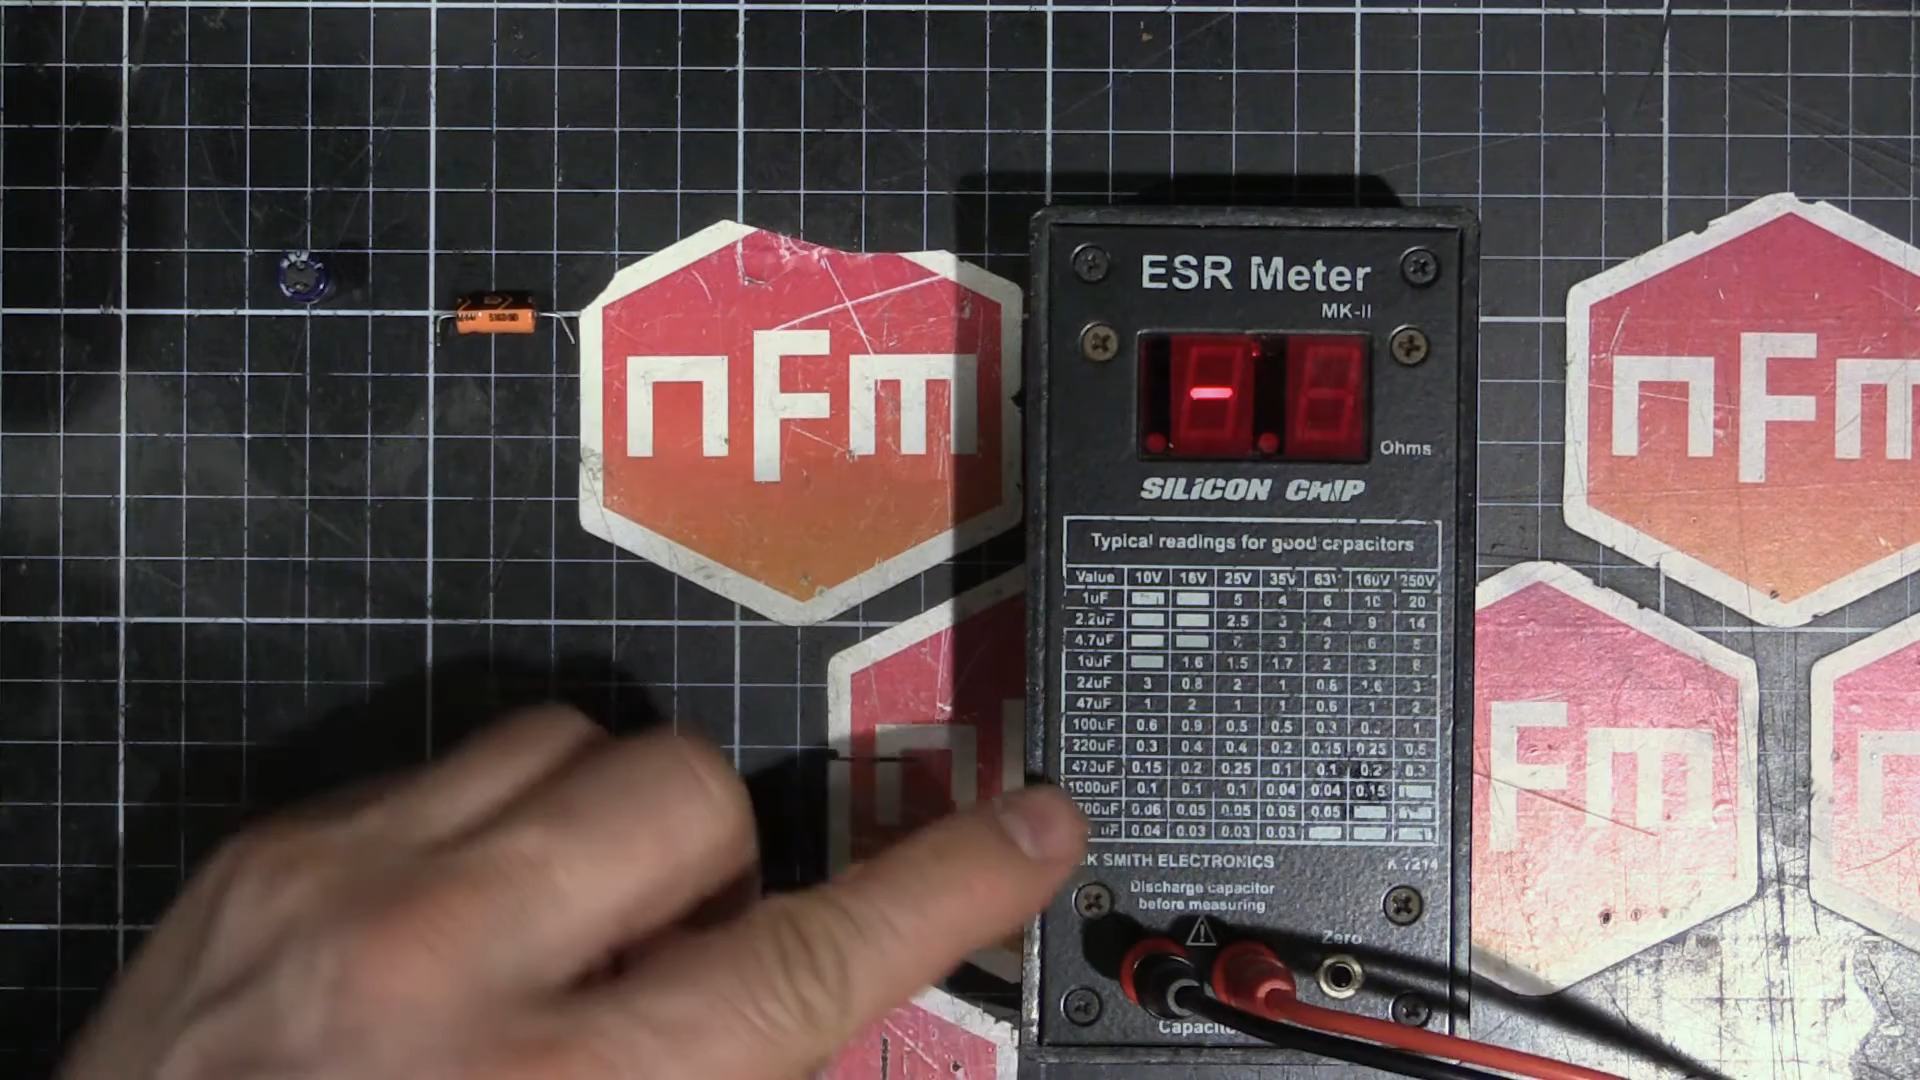 nFm
nFm
ESR Meter
MK-II
Ohms
SILICON CHIP
Typical readings for good capacitors
Value 10V 16V 25V 35V 63V 160V 250V
1uF 5 4 6 10 20
2.2uF 2.5 3 4 9 14
4.7uF 3 2 6 5
10uF 1.6 1.5 1.7 2 3 6
22uF 3 0.8 2 1 0.8 1.6 3
47uF 1 2 1 1 0.6 1 2
100uF 0.6 0.9 0.5 0.5 0.3 1
220uF 0.3 0.4 0.4 0.2 0.15 0.25 0.5
470uF 0.15 0.2 0.25 0.1 0.1 0.2 0.3
1000uF 0.1 0.1 0.1 0.04 0.04 0.15
700uF 0.06 0.05 0.05 0.05 0.05
uF 0.04 0.03 0.03 0.03
SMITH ELECTRONICS
Discharge capacitor
before measuring
Zero
Fm